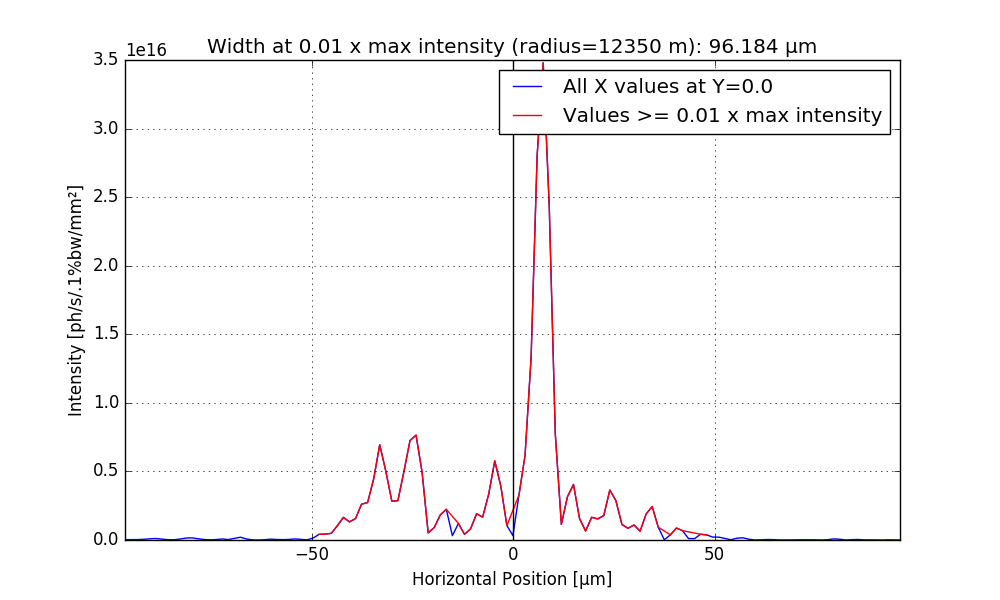 Width at 0.01 x max intensity (radius=12350 m): 96.184 µm
1e16
All X values at Y=0.0
Values >= 0.01 x max intensity
3.5
3.0
2.5
2.0
1.5
1.0
0.5
0.0
Intensity [ph/s/.1%bw/mm²]
−50
0
50
Horizontal Position [µm]